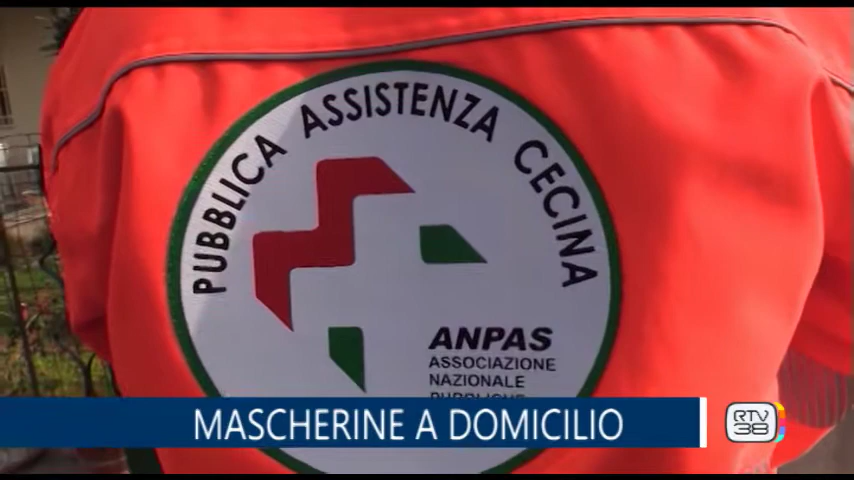 PUBBLICA ASSISTENZA CECINA
ANPAS
ASSOCIAZIONE
NAZIONALE
MASCHERINE A DOMICILIO
RTV
38